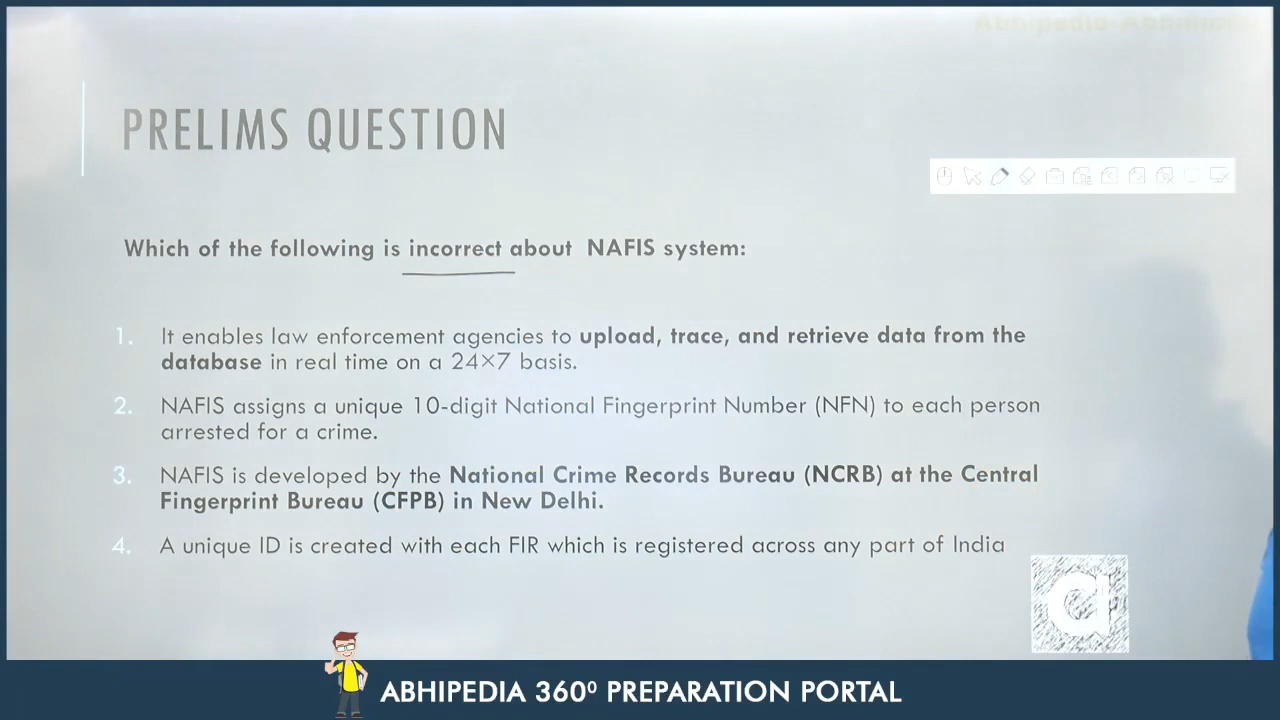 Abhipedia Abhimanu
PRELIMS QUESTION
Which of the following is incorrect about NAFIS system:
1. It enables law enforcement agencies to upload, trace, and retrieve data from the
database in real time on a 24×7 basis.
2. NAFIS assigns a unique 10-digit National Fingerprint Number (NFN) to each person
arrested for a crime.
3. NAFIS is developed by the National Crime Records Bureau (NCRB) at the Central
Fingerprint Bureau (CFPB) in New Delhi.
4. A unique ID is created with each FIR which is registered across any part of India
a
ABHIPEDIA 360⁰ PREPARATION PORTAL